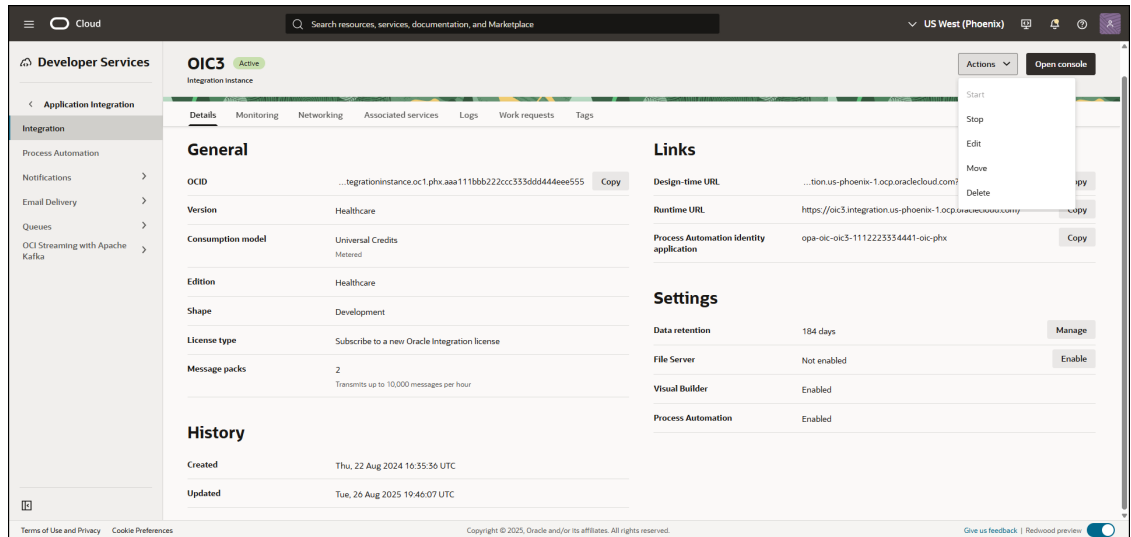 Cloud
Search resources, services, documentation, and Marketplace
US West (Phoenix)
Developer Services
Application Integration
Integration
Process Automation
Notifications
Email Delivery
Queues
OCI Streaming with Apache
Kafka
OIC3 Active
Integration instance
Actions
Open console
Start
Stop
Edit
Move
Delete
Details Monitoring Networking Associated services Logs Work requests Tags
General
OCID ...tegrationinstance.oc1.phx.aaa111bbb222ccc333ddd444eee555 Copy
Version Healthcare
Consumption model Universal Credits
Metered
Edition Healthcare
Shape Development
License type Subscribe to a new Oracle Integration license
Message packs 2
Transmits up to 10,000 messages per hour
History
Created Thu, 22 Aug 2024 16:35:36 UTC
Updated Tue, 26 Aug 2025 19:46:07 UTC
Links
Design-time URL ...tion.us-phoenix-1.ocp.oraclecloud.com?
Runtime URL https://oic3.integration.us-phoenix-1.ocp.oraclecloud.com/ Copy
Process Automation identity
application
opa-oic-oic3-1112223334441-oic-phx Copy
Settings
Data retention 184 days Manage
File Server Not enabled Enable
Visual Builder Enabled
Process Automation Enabled
Terms of Use and Privacy Cookie Preferences
Copyright © 2025, Oracle and/or its affiliates. All rights reserved.
Give us feedback | Redwood preview